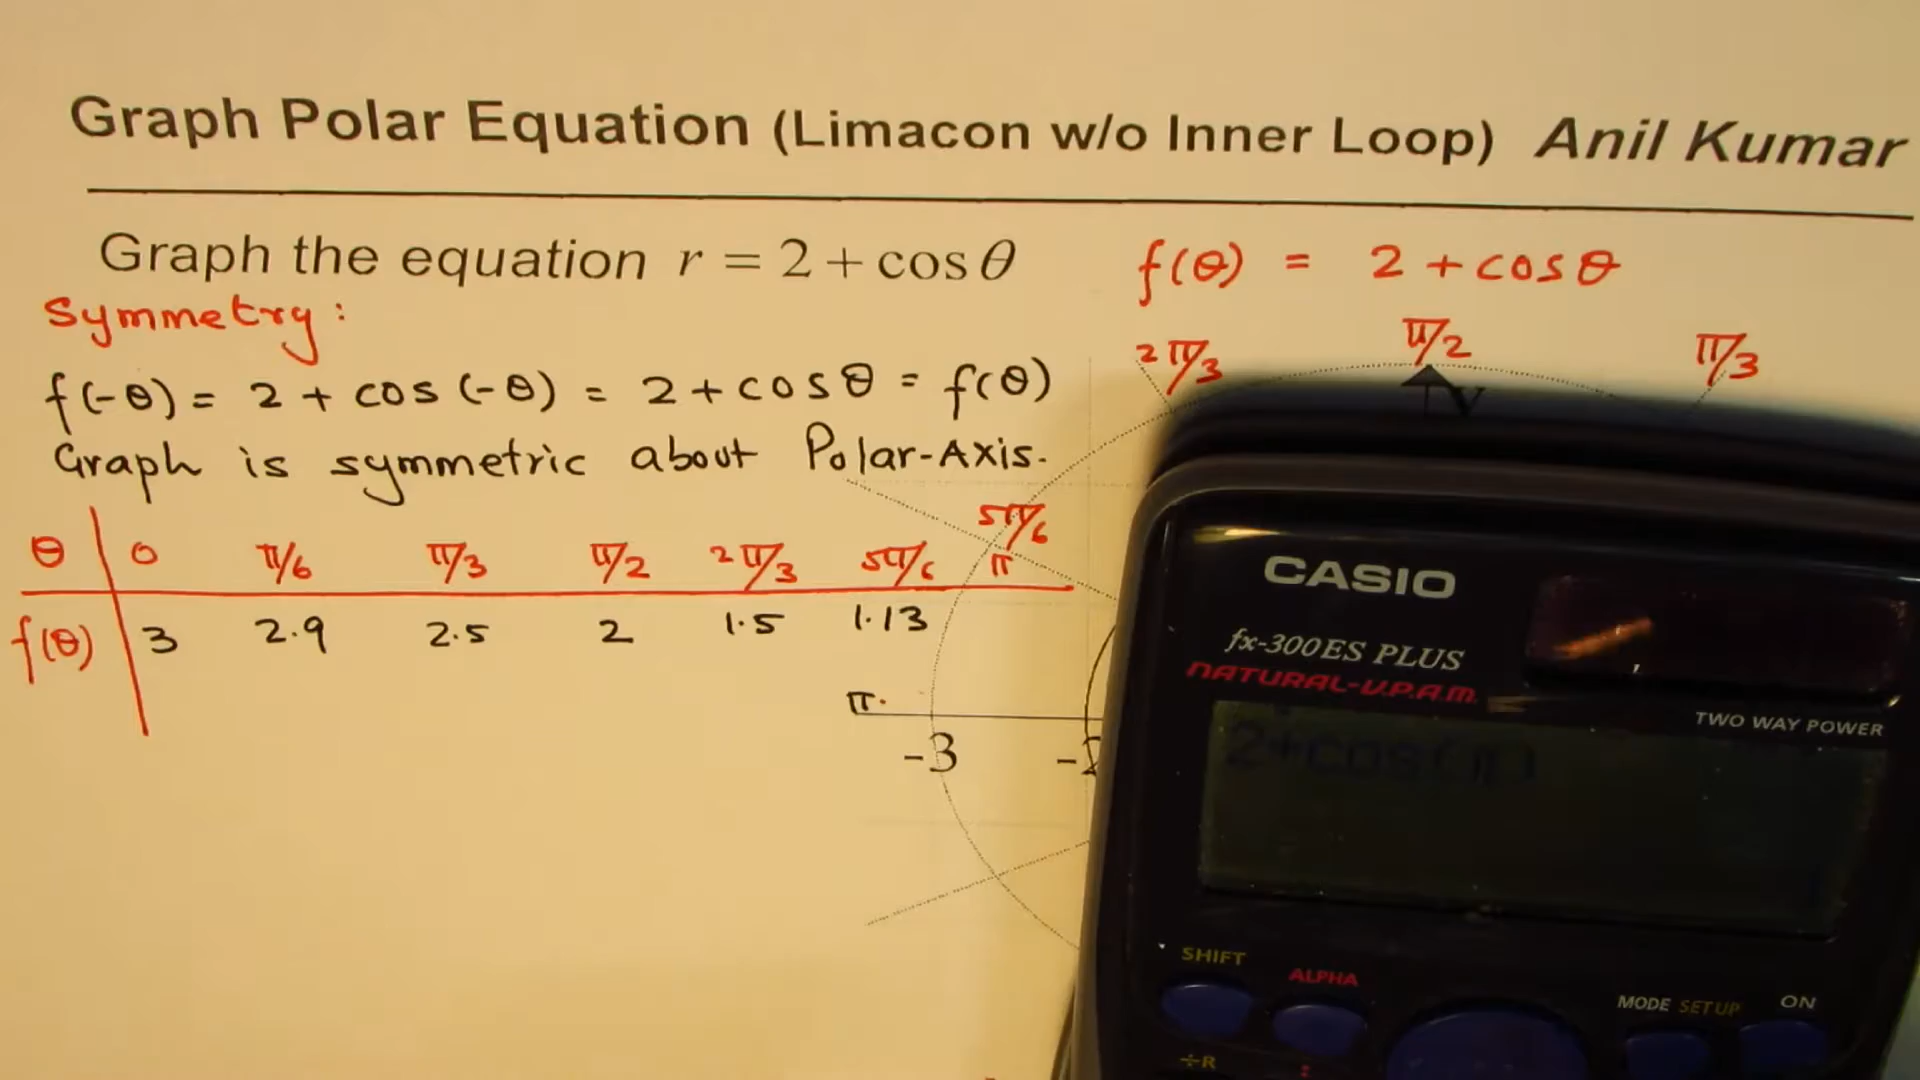 Graph Polar Equation (Limacon w/o Inner Loop) Anil Kumar
Graph the equation r = 2 + cos θ
f(θ) = 2 + cos θ
Symmetry:
2π/3 π/2 π/3
f(-θ) = 2 + cos (-θ) = 2 + cos θ = f(θ)
Graph is symmetric about Polar-Axis.
5π/6
θ 0 π/6 π/3 π/2 2π/3 5π/6 π
f(θ) 3 2.9 2.5 2 1.5 1.13
π
-3
CASIO
fx-300ES PLUS
NATURAL-V.P.A.M.
TWO WAY POWER
2+cos(π)
SHIFT
ALPHA
MODE SETUP
ON
÷R
: